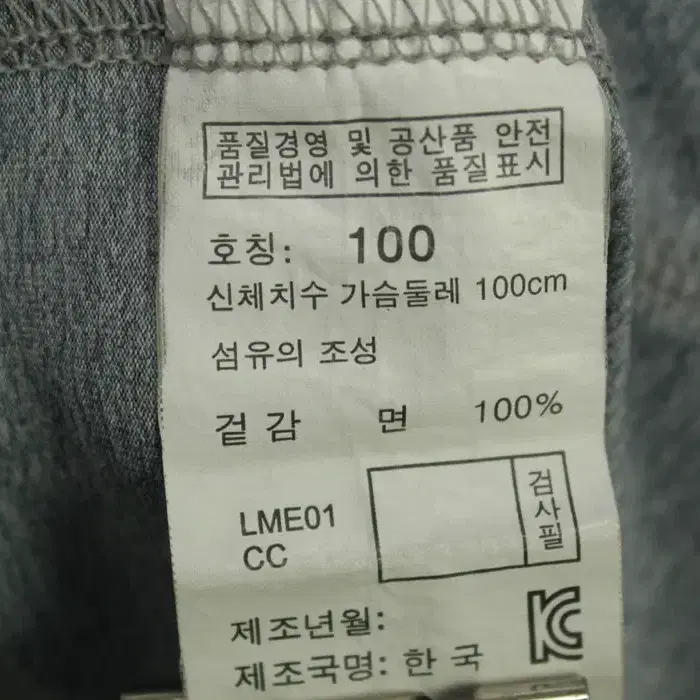 품질경영 및 공산품 안전
관리법에 의한 품질표시
호칭: 100
신체치수 가슴둘레 100cm
섬유의 조성
겉감 면 100%
LME01
CC
검사필
제조년월:
제조국명: 한국